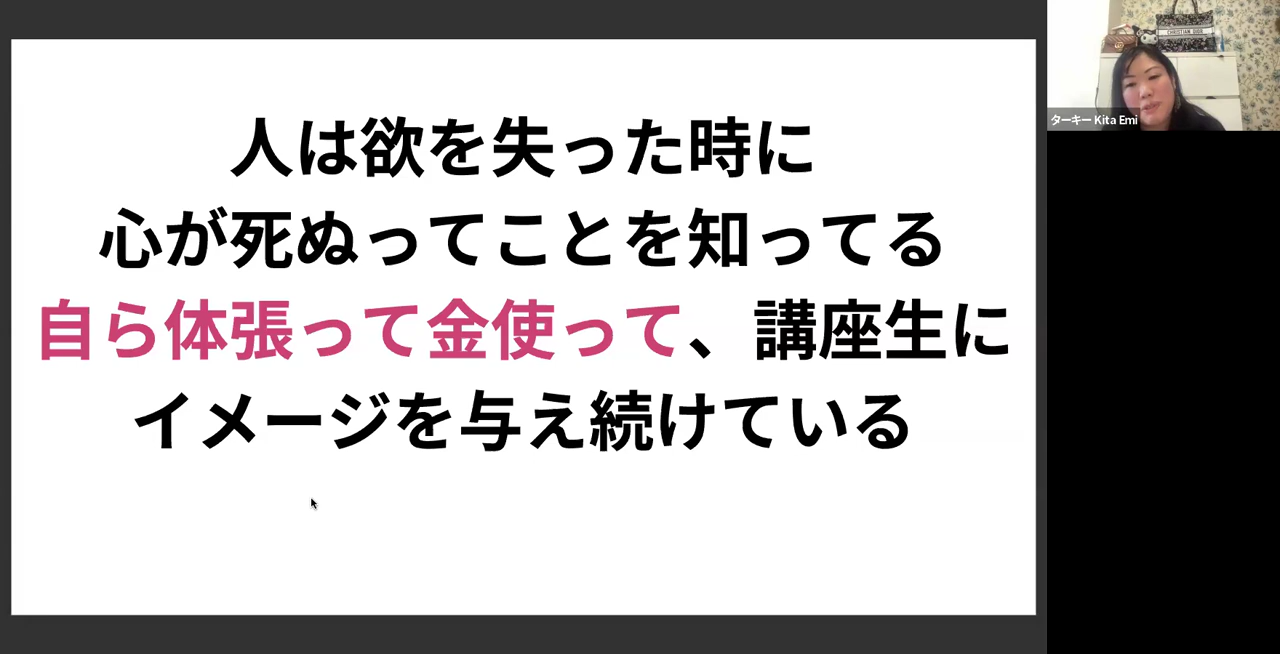 人は欲を失った時に
心が死ぬってことを知ってる
自ら体張って金使って、講座生に
イメージを与え続けている
CHRISTIAN DIOR
ターキー Kita Emi